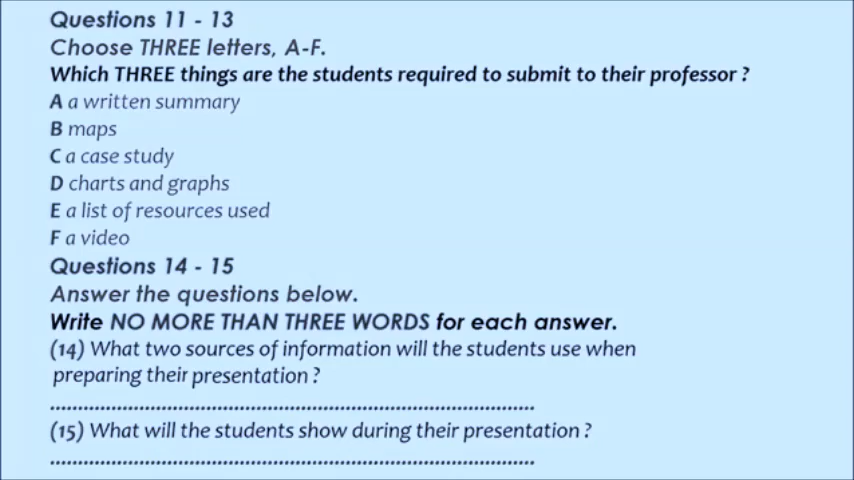 Questions 11 - 13
Choose THREE letters, A-F.
Which THREE things are the students required to submit to their professor ?
A a written summary
B maps
C a case study
D charts and graphs
E a list of resources used
F a video
Questions 14 - 15
Answer the questions below.
Write NO MORE THAN THREE WORDS for each answer.
(14) What two sources of information will the students use when
preparing their presentation ?
.......................................................................................
(15) What will the students show during their presentation ?
.......................................................................................